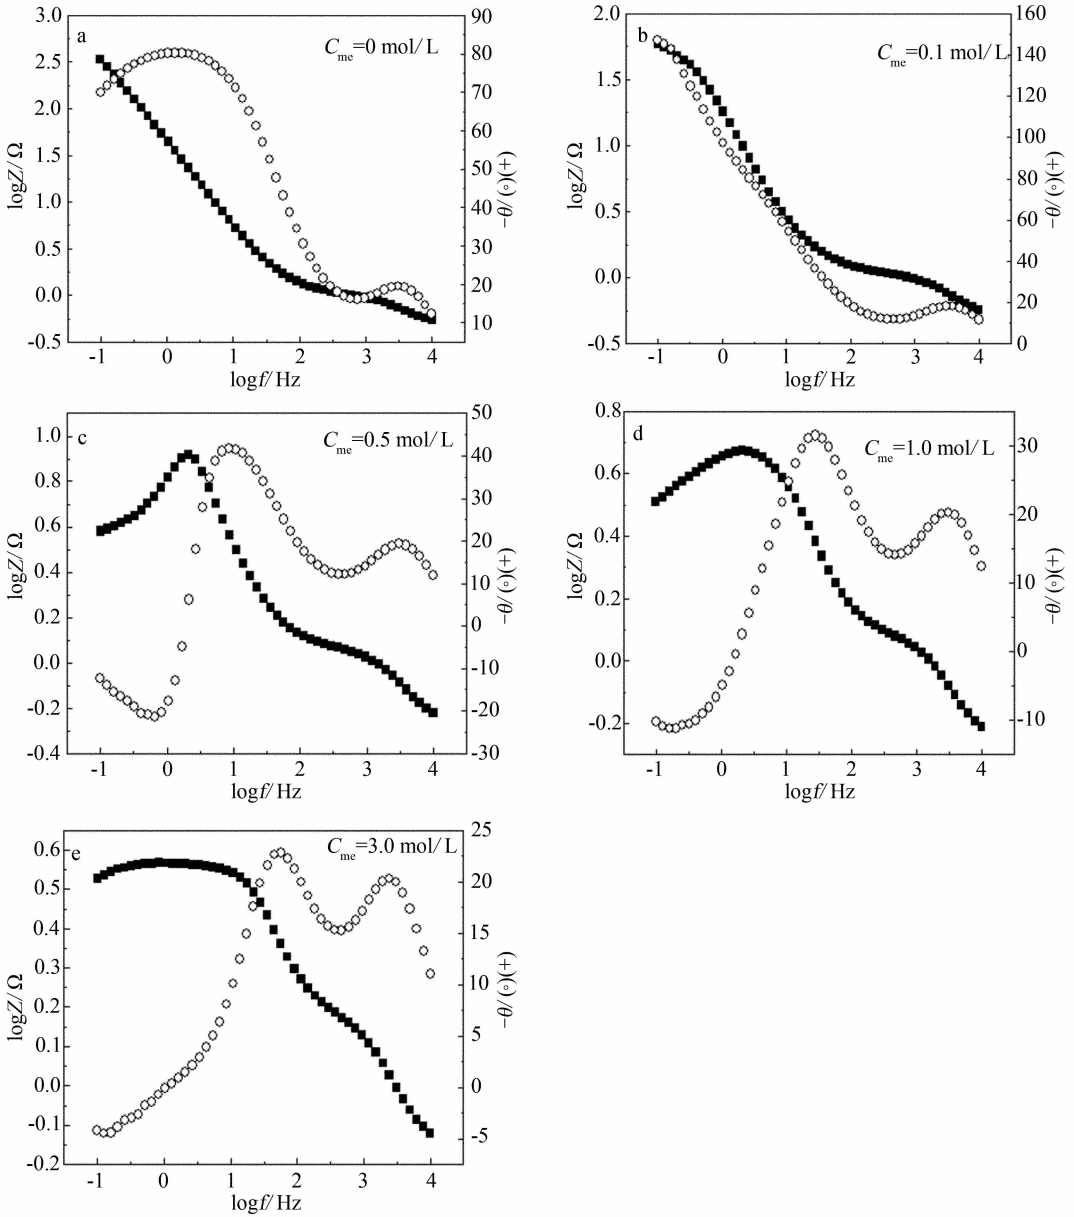 a
C_me=0 mol/L
3.0
2.5
2.0
1.5
1.0
0.5
0.0
-0.5
logZ/Ω
90
80
70
60
50
40
30
20
10
-θ/(∘)(+)
-1 0 1 2 3 4
logf/Hz
b
C_me=0.1 mol/L
2.0
1.5
1.0
0.5
0.0
-0.5
logZ/Ω
160
140
120
100
80
60
40
20
0
-θ/(∘)(+)
-1 0 1 2 3 4
logf/Hz
c
C_me=0.5 mol/L
1.0
0.8
0.6
0.4
0.2
0.0
-0.2
-0.4
logZ/Ω
50
40
30
20
10
0
-10
-20
-30
-θ/(∘)(+)
-1 0 1 2 3 4
logf/Hz
d
C_me=1.0 mol/L
0.8
0.6
0.4
0.2
0.0
-0.2
logZ/Ω
30
20
10
0
-10
-θ/(∘)(+)
-1 0 1 2 3 4
logf/Hz
e
C_me=3.0 mol/L
0.6
0.5
0.4
0.3
0.2
0.1
0.0
-0.1
-0.2
logZ/Ω
25
20
15
10
5
0
-5
-θ/(∘)(+)
-1 0 1 2 3 4
logf/Hz